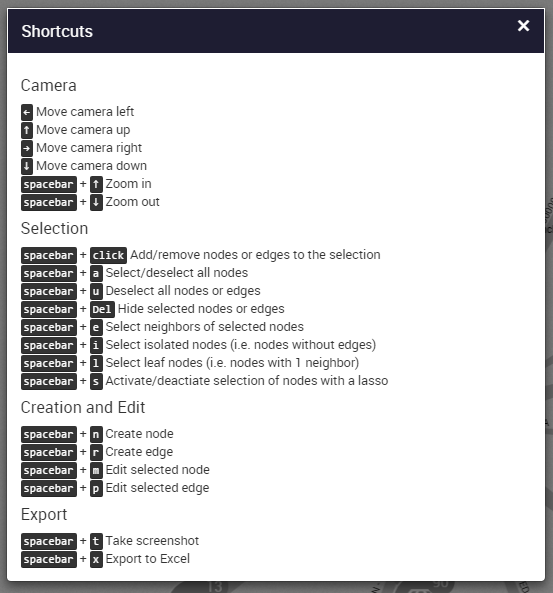 Shortcuts ×
Camera
← Move camera left
↑ Move camera up
→ Move camera right
↓ Move camera down
spacebar + ↑ Zoom in
spacebar + ↓ Zoom out
Selection
spacebar + click Add/remove nodes or edges to the selection
spacebar + a Select/deselect all nodes
spacebar + u Deselect all nodes or edges
spacebar + Del Hide selected nodes or edges
spacebar + e Select neighbors of selected nodes
spacebar + i Select isolated nodes (i.e. nodes without edges)
spacebar + l Select leaf nodes (i.e. nodes with 1 neighbor)
spacebar + s Activate/deactiate selection of nodes with a lasso
Creation and Edit
spacebar + n Create node
spacebar + r Create edge
spacebar + m Edit selected node
spacebar + p Edit selected edge
Export
spacebar + t Take screenshot
spacebar + x Export to Excel
13